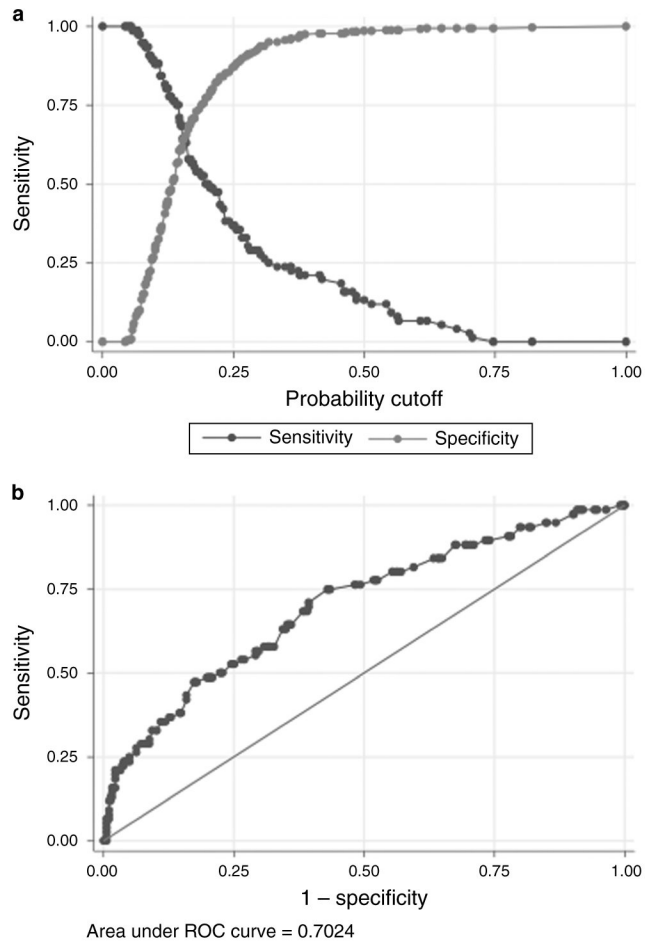 a
1.00
0.75
0.50
0.25
0.00
Sensitivity
0.00 0.25 0.50 0.75 1.00
Probability cutoff
Sensitivity Specificity
b
1.00
0.75
0.50
0.25
0.00
Sensitivity
0.00 0.25 0.50 0.75 1.00
1 – specificity
Area under ROC curve = 0.7024